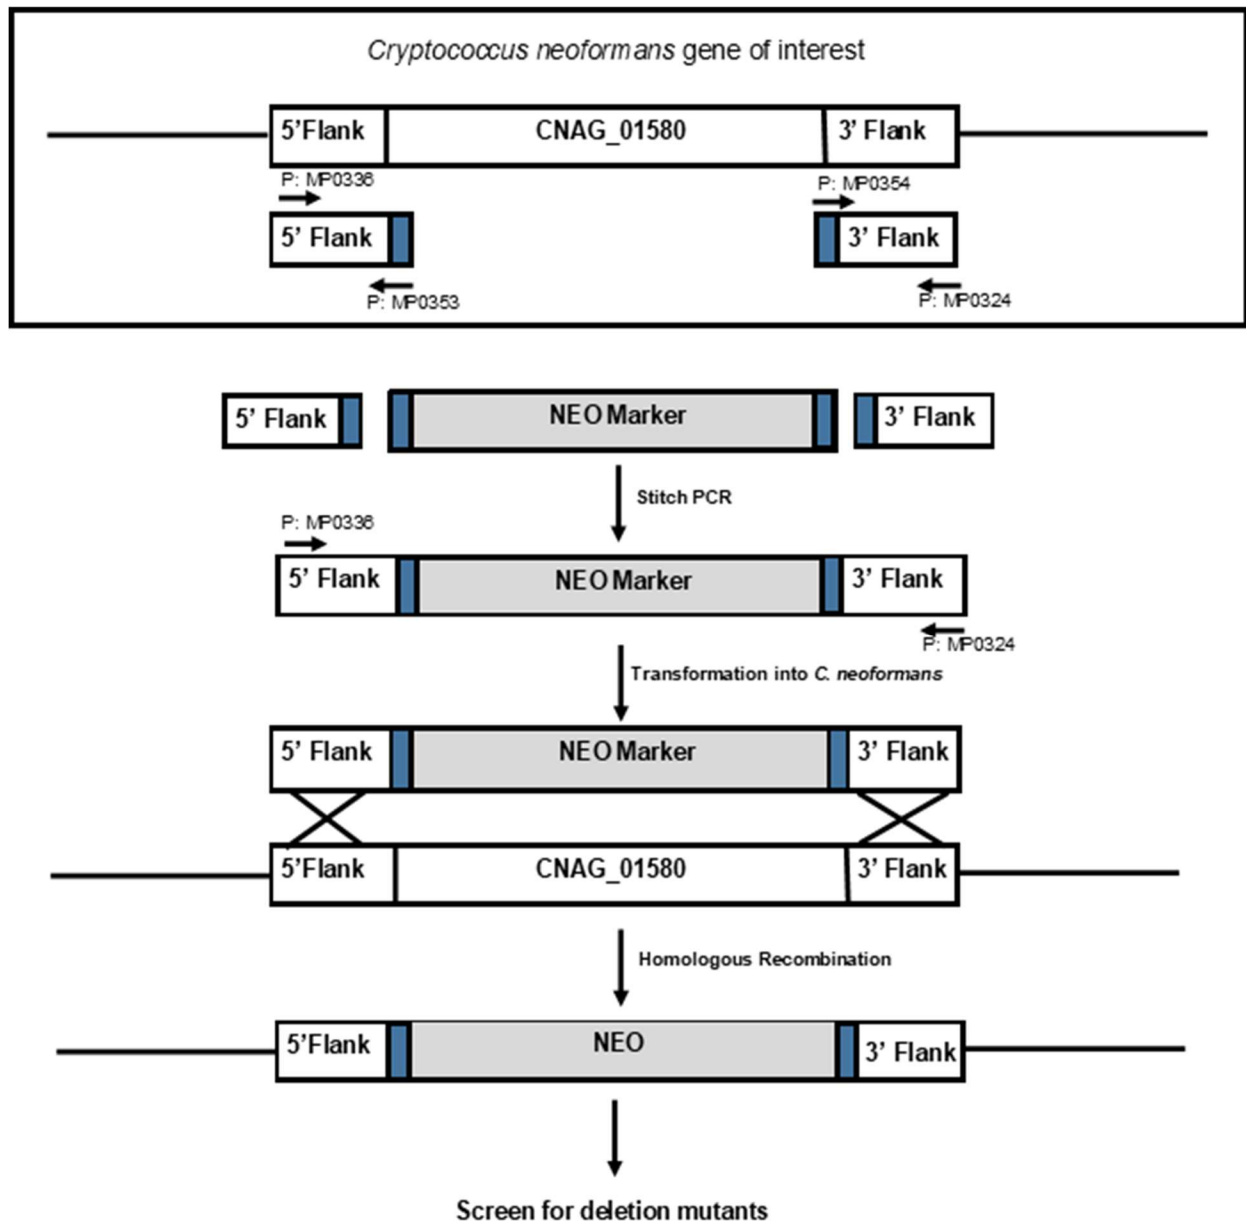 Cryptococcus neoformans gene of interest
5'Flank CNAG_01580 3' Flank
P: MP0336 P: MP0354
5' Flank 3' Flank
P: MP0353 P: MP0324
5' Flank NEO Marker 3' Flank
Stitch PCR
P: MP0336
5' Flank NEO Marker 3' Flank
P: MP0324
Transformation into C. neoformans
5' Flank NEO Marker 3' Flank
5'Flank CNAG_01580 3' Flank
Homologous Recombination
5'Flank NEO 3' Flank
Screen for deletion mutants